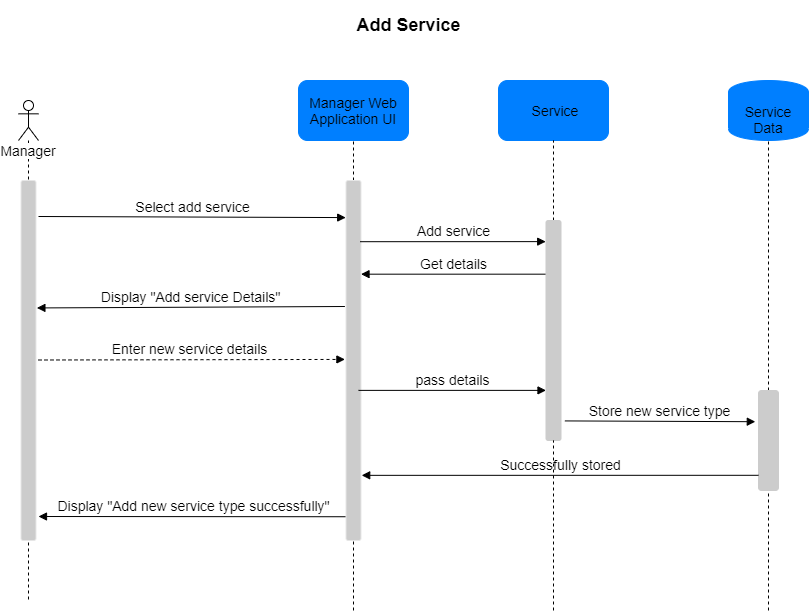 Add Service
Manager Web
Application UI
Service
Service
Data
Manager
Select add service
Add service
Get details
Display "Add service Details"
Enter new service details
pass details
Store new service type
Successfully stored
Display "Add new service type successfully"